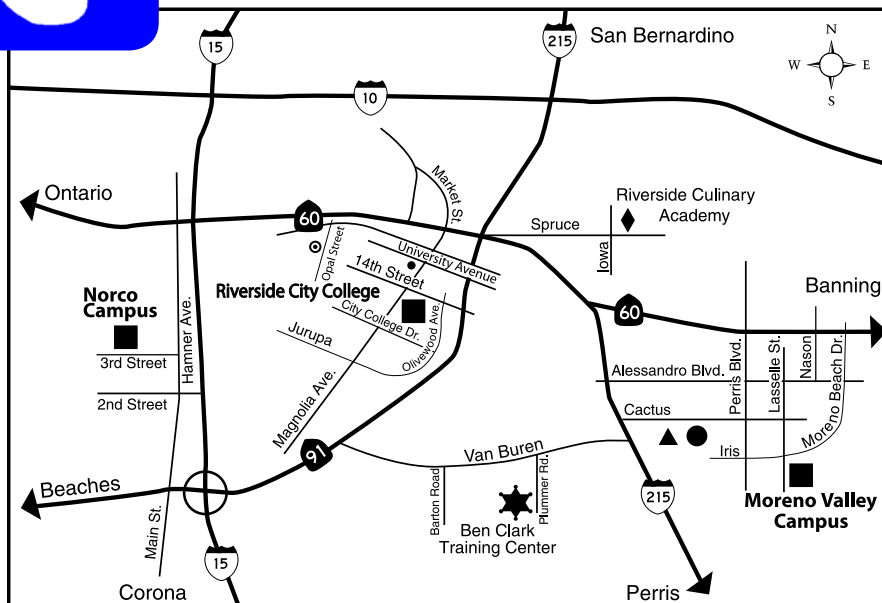 15
215
San Bernardino
N
W
E
S
10
Market St.
Ontario
60
Riverside Culinary
Academy
Spruce
Iowa
Opal Street
University Avenue
14th Street
Banning
Norco
Campus
Riverside City College
Hamner Ave.
City College Dr.
Olivewood Ave.
60
Jurupa
3rd Street
Perris Blvd.
Lasselle St.
Nason
Moreno Beach Dr.
Alessandro Blvd.
2nd Street
Magnolia Ave.
Cactus
91
Van Buren
Iris
Beaches
Barton Road
Plummer Rd.
215
Moreno Valley
Campus
Main St.
Ben Clark
Training Center
15
Corona
Perris